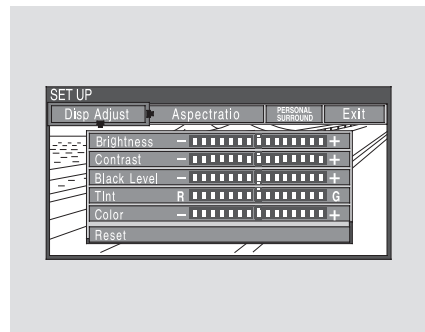 SET UP
Disp Adjust Aspectratio PERSONAL SURROUND Exit
Brightness − +
Contrast − +
Black Level − +
TInt R G
Color − +
Reset